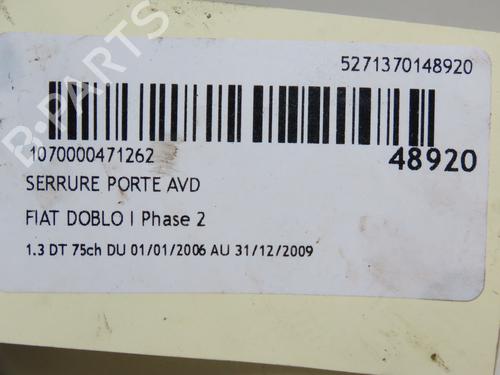 B-PARTS
5271370148920
1070000471262
48920
SERRURE PORTE AVD
FIAT DOBLO I Phase 2
1.3 DT 75ch DU 01/01/2006 AU 31/12/2009